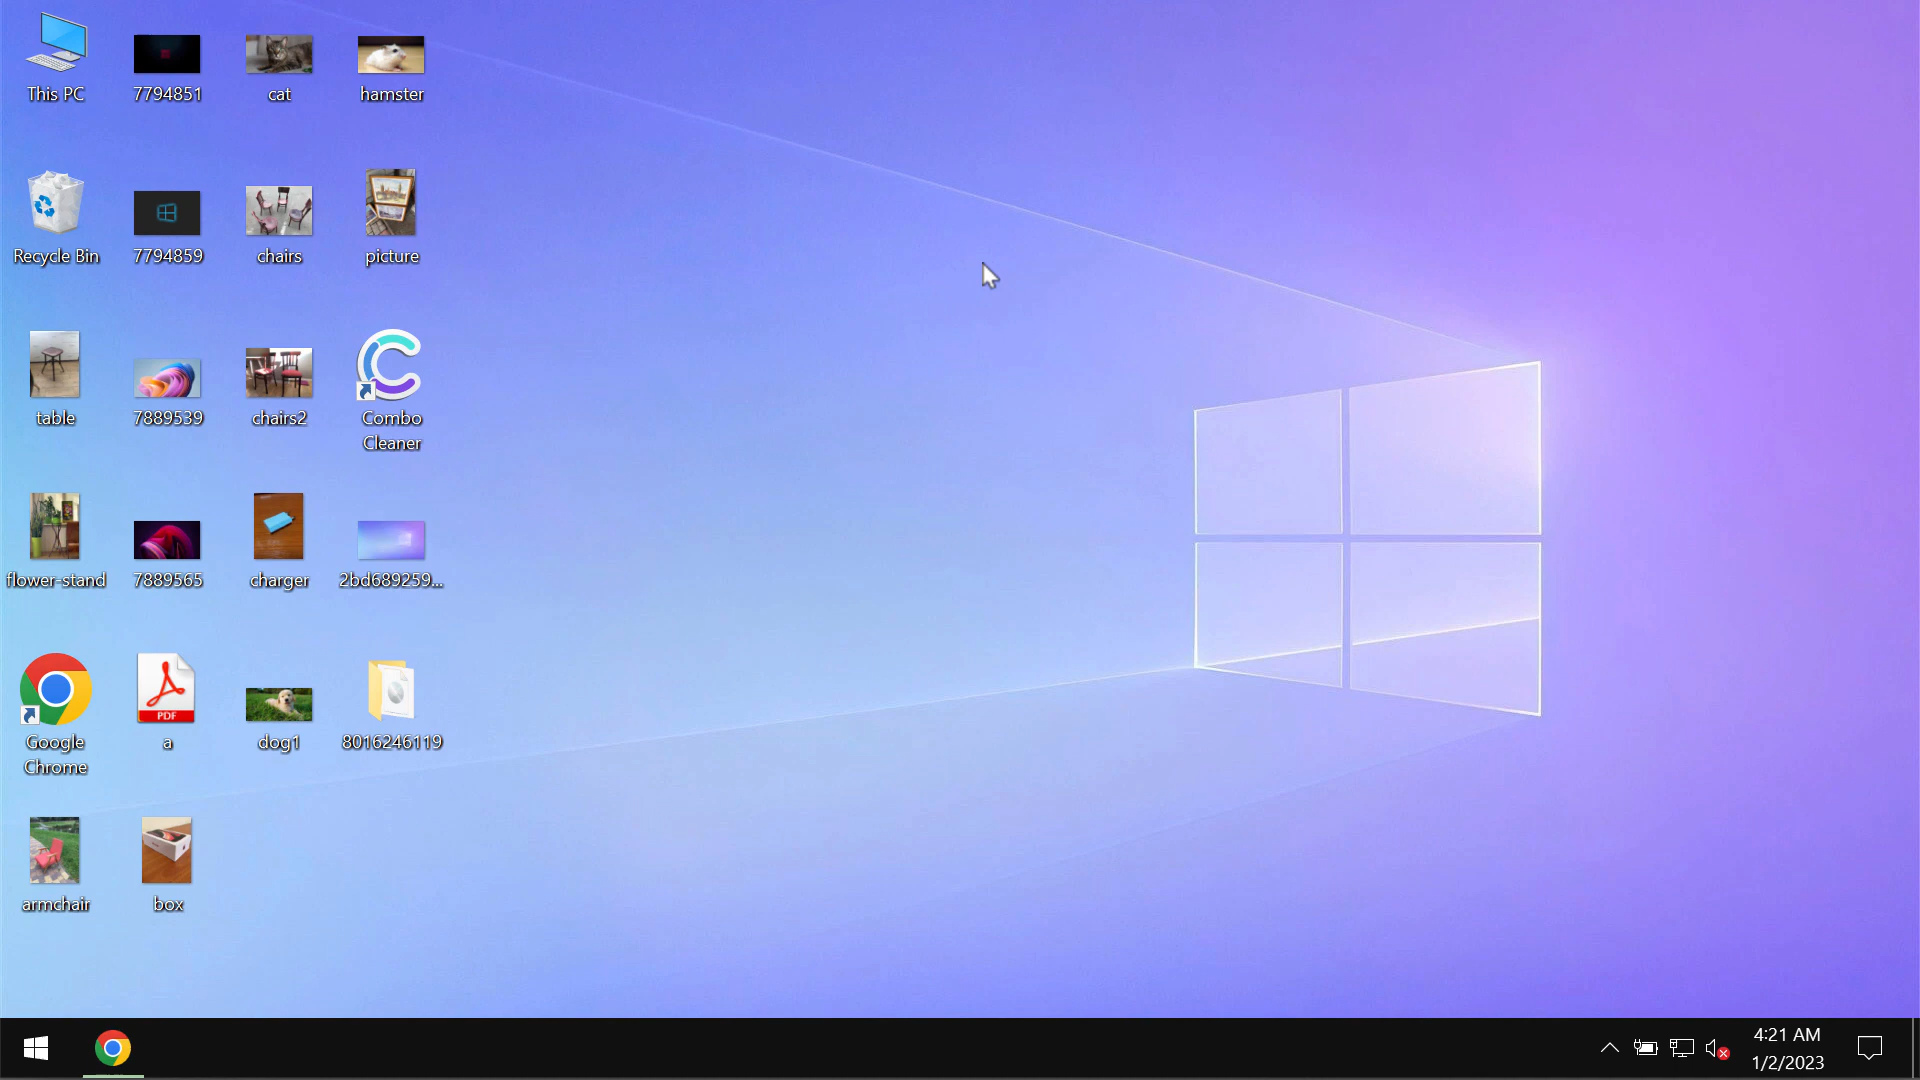 This PC
7794851
cat
hamster
Recycle Bin
7794859
chairs
picture
table
7889539
chairs2
Combo
Cleaner
flower-stand
7889565
charger
2bd689259...
Google
Chrome
PDF
a
dog1
8016246119
armchair
box
4:21 AM
1/2/2023